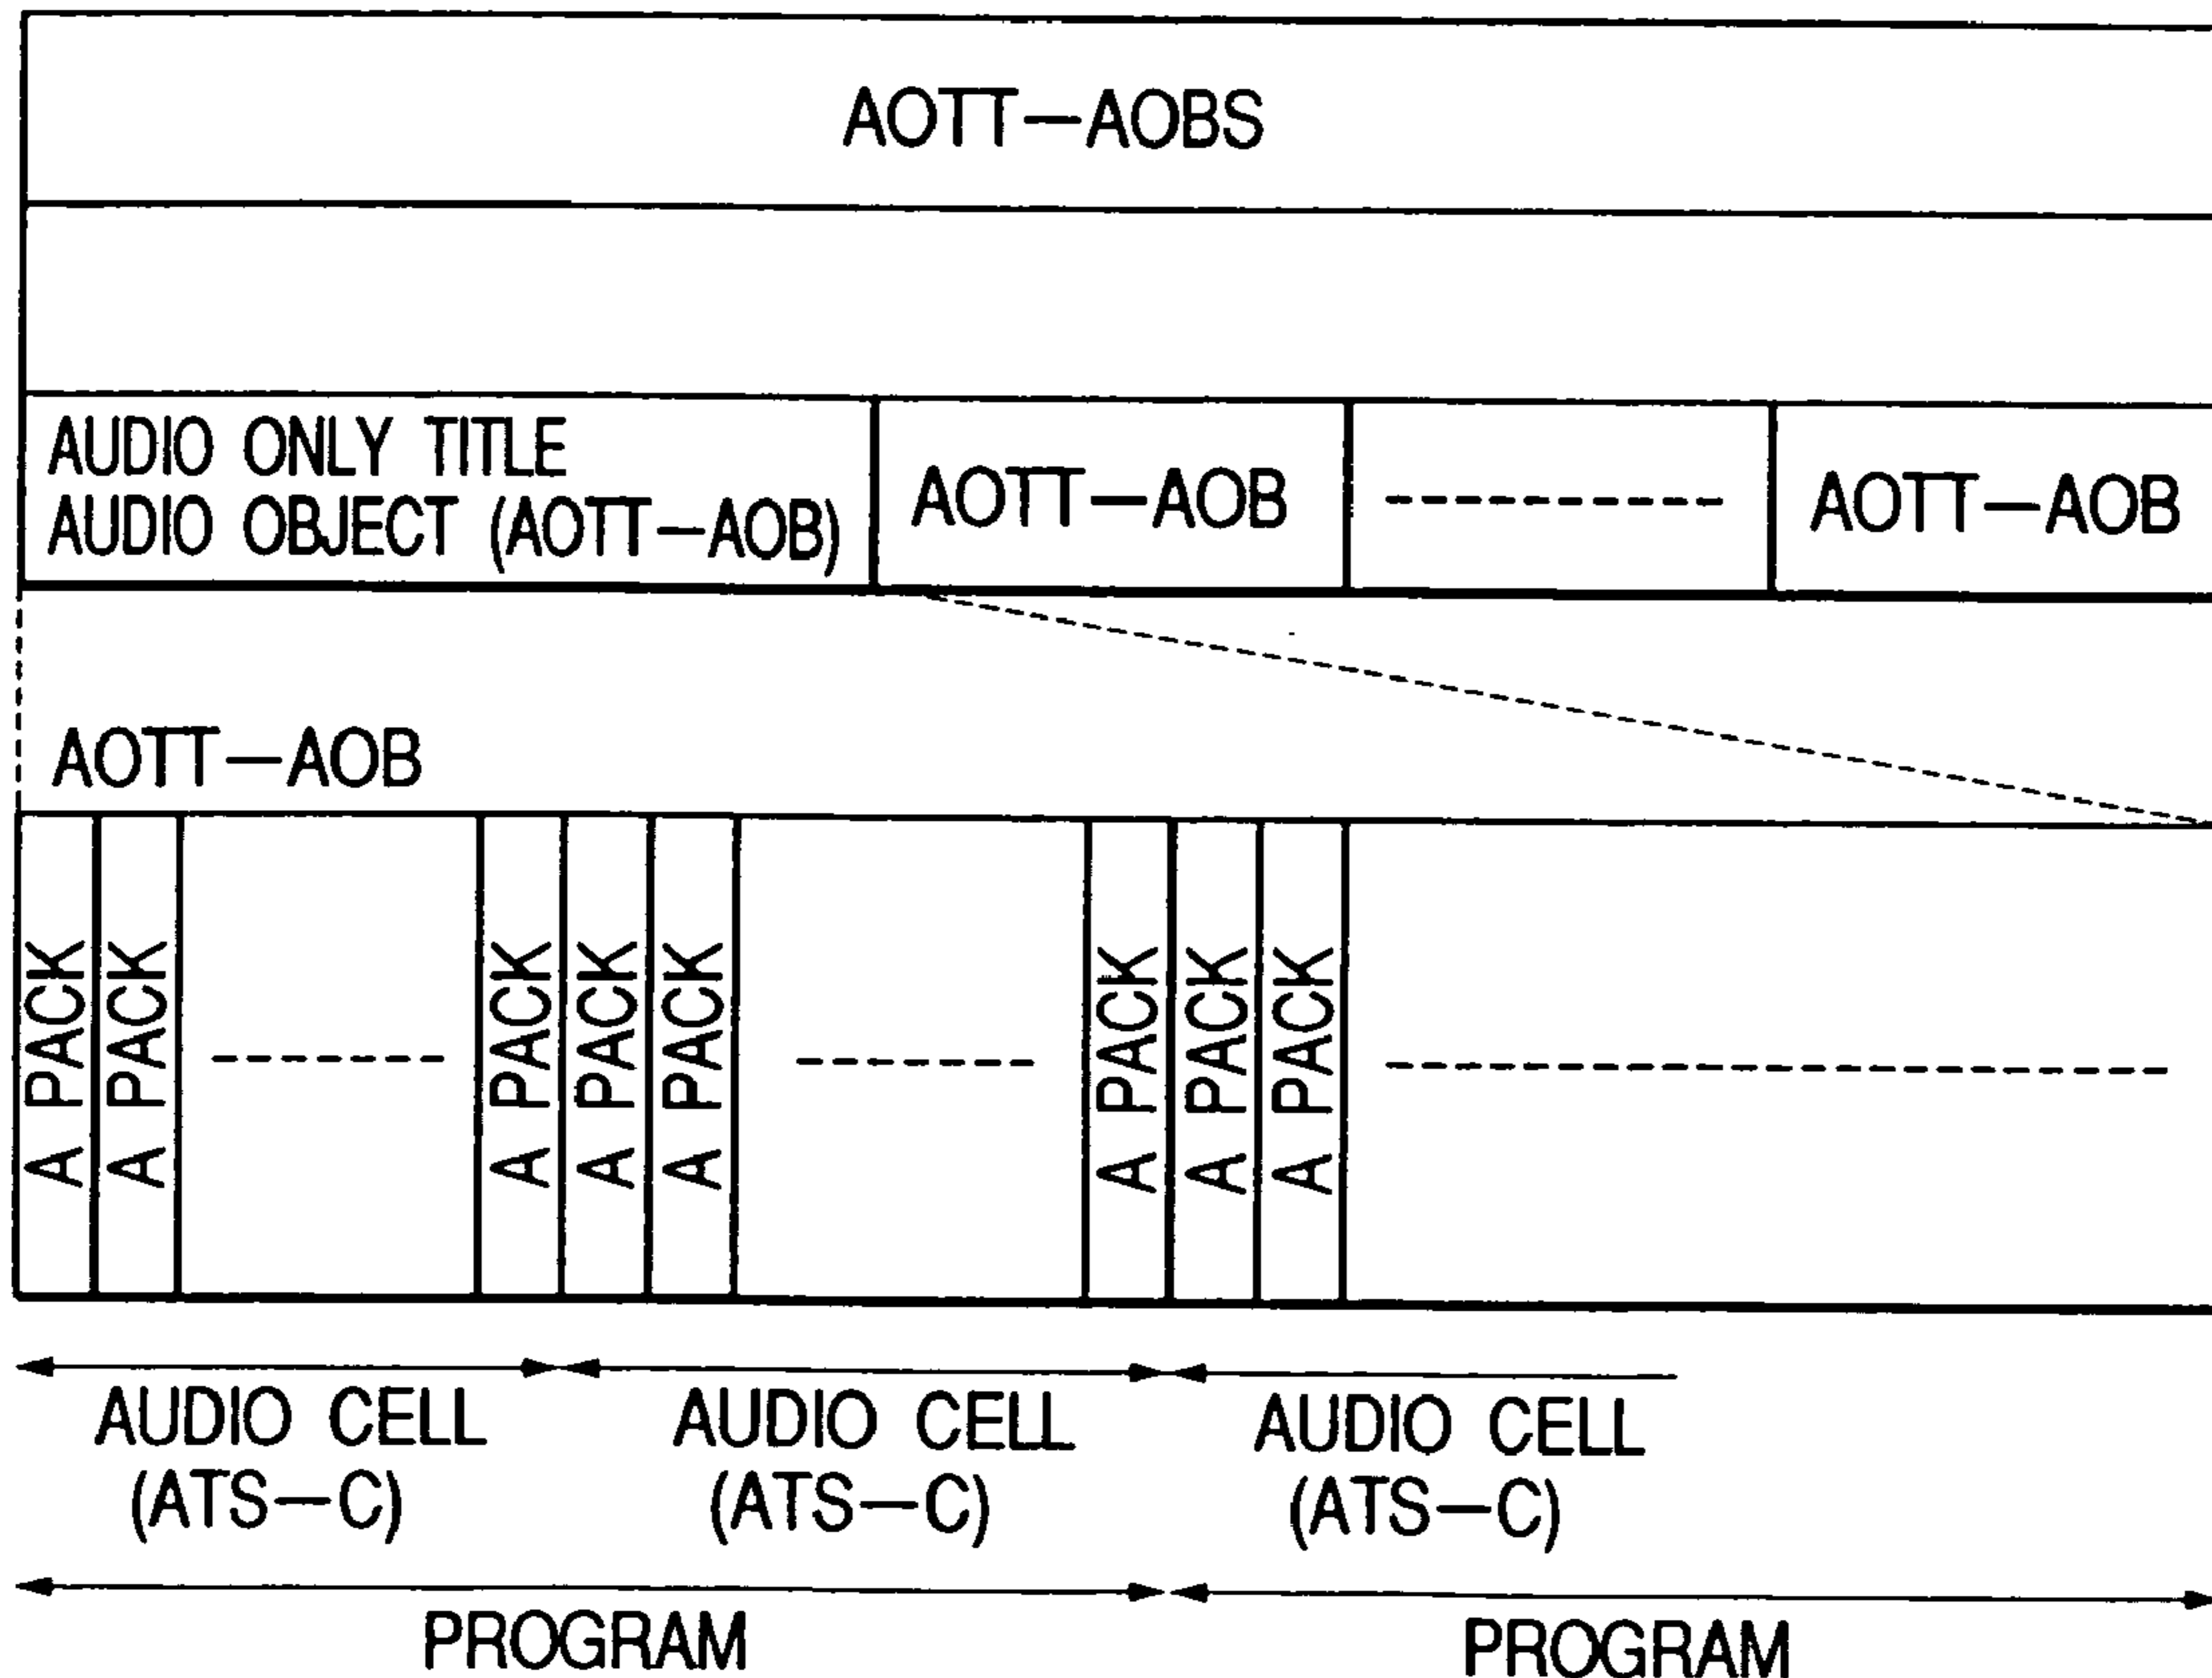 AOTT—AOBS
AUDIO ONLY TITLE
AUDIO OBJECT (AOTT—AOB)
AOTT—AOB
AOTT—AOB
AOTT—AOB
A PACK
A PACK
A PACK
A PACK
A PACK
A PACK
A PACK
A PACK
AUDIO CELL
(ATS—C)
AUDIO CELL
(ATS—C)
AUDIO CELL
(ATS—C)
PROGRAM
PROGRAM